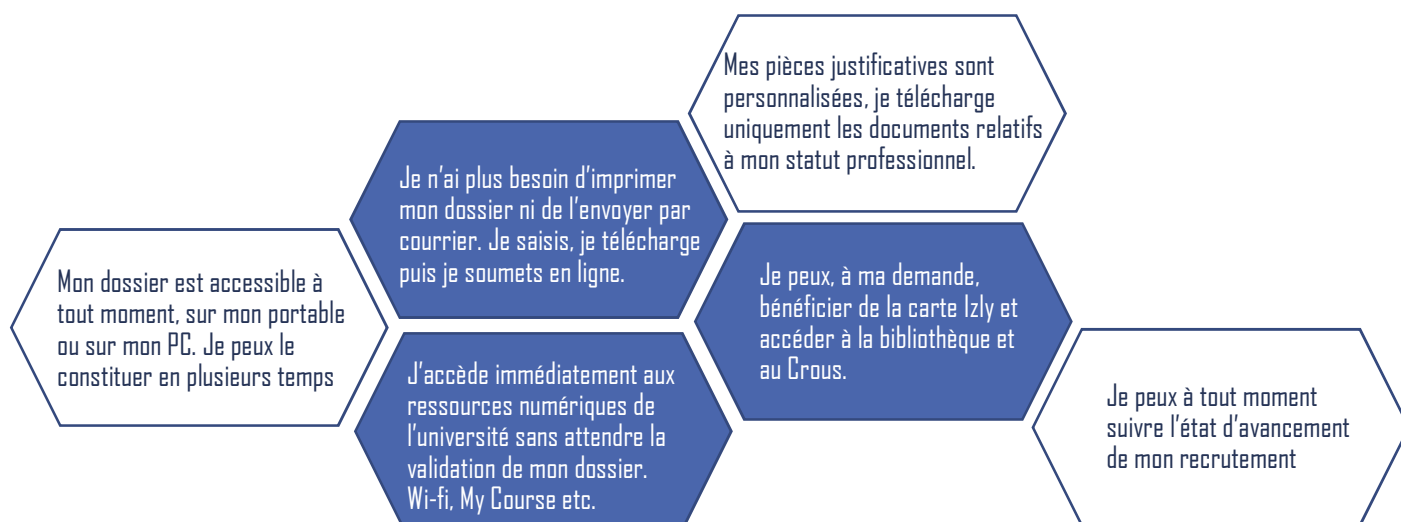 Mes pièces justificatives sont
personnalisées, je télécharge
uniquement les documents relatifs
à mon statut professionnel.
Je n'ai plus besoin d'imprimer
mon dossier ni de l'envoyer par
courrier. Je saisis, je télécharge
puis je soumets en ligne.
Mon dossier est accessible à
tout moment, sur mon portable
ou sur mon PC. Je peux le
constituer en plusieurs temps
Je peux, à ma demande,
bénéficier de la carte Izly et
accéder à la bibliothèque et
au Crous.
J'accède immédiatement aux
ressources numériques de
l'université sans attendre la
validation de mon dossier.
Wi-fi, My Course etc.
Je peux à tout moment
suivre l'état d'avancement
de mon recrutement